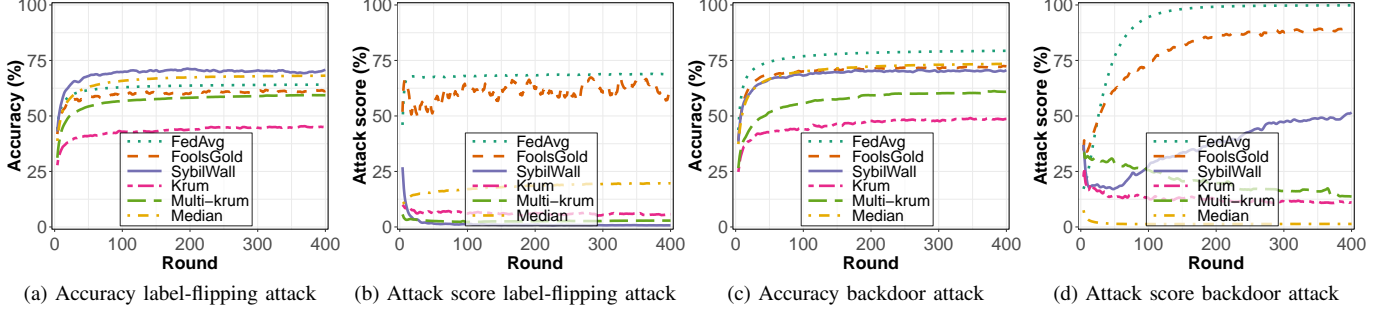 100
75
50
25
0
Accuracy (%)
FedAvg
FoolsGold
SybilWall
Krum
Multi-krum
Median
0 100 200 300 400
Round
(a) Accuracy label-flipping attack
100
75
50
25
0
Attack score (%)
FedAvg
FoolsGold
SybilWall
Krum
Multi-krum
Median
0 100 200 300 400
Round
(b) Attack score label-flipping attack
100
75
50
25
0
Accuracy (%)
FedAvg
FoolsGold
SybilWall
Krum
Multi-krum
Median
0 100 200 300 400
Round
(c) Accuracy backdoor attack
100
75
50
25
0
Attack score (%)
FedAvg
FoolsGold
SybilWall
Krum
Multi-krum
Median
0 100 200 300 400
Round
(d) Attack score backdoor attack